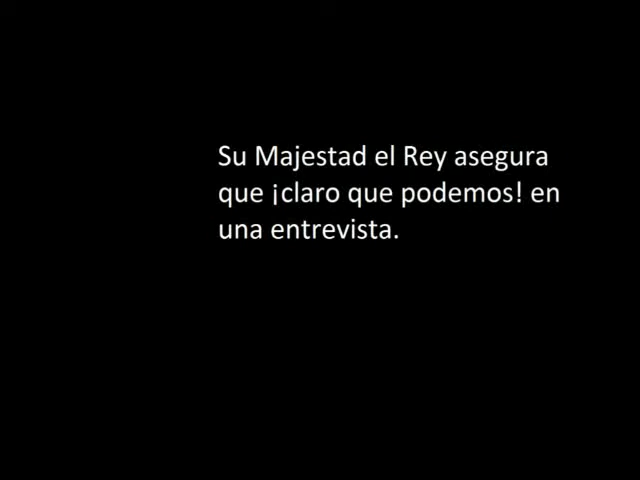 Su Majestad el Rey asegura
que ¡claro que podemos! en
una entrevista.